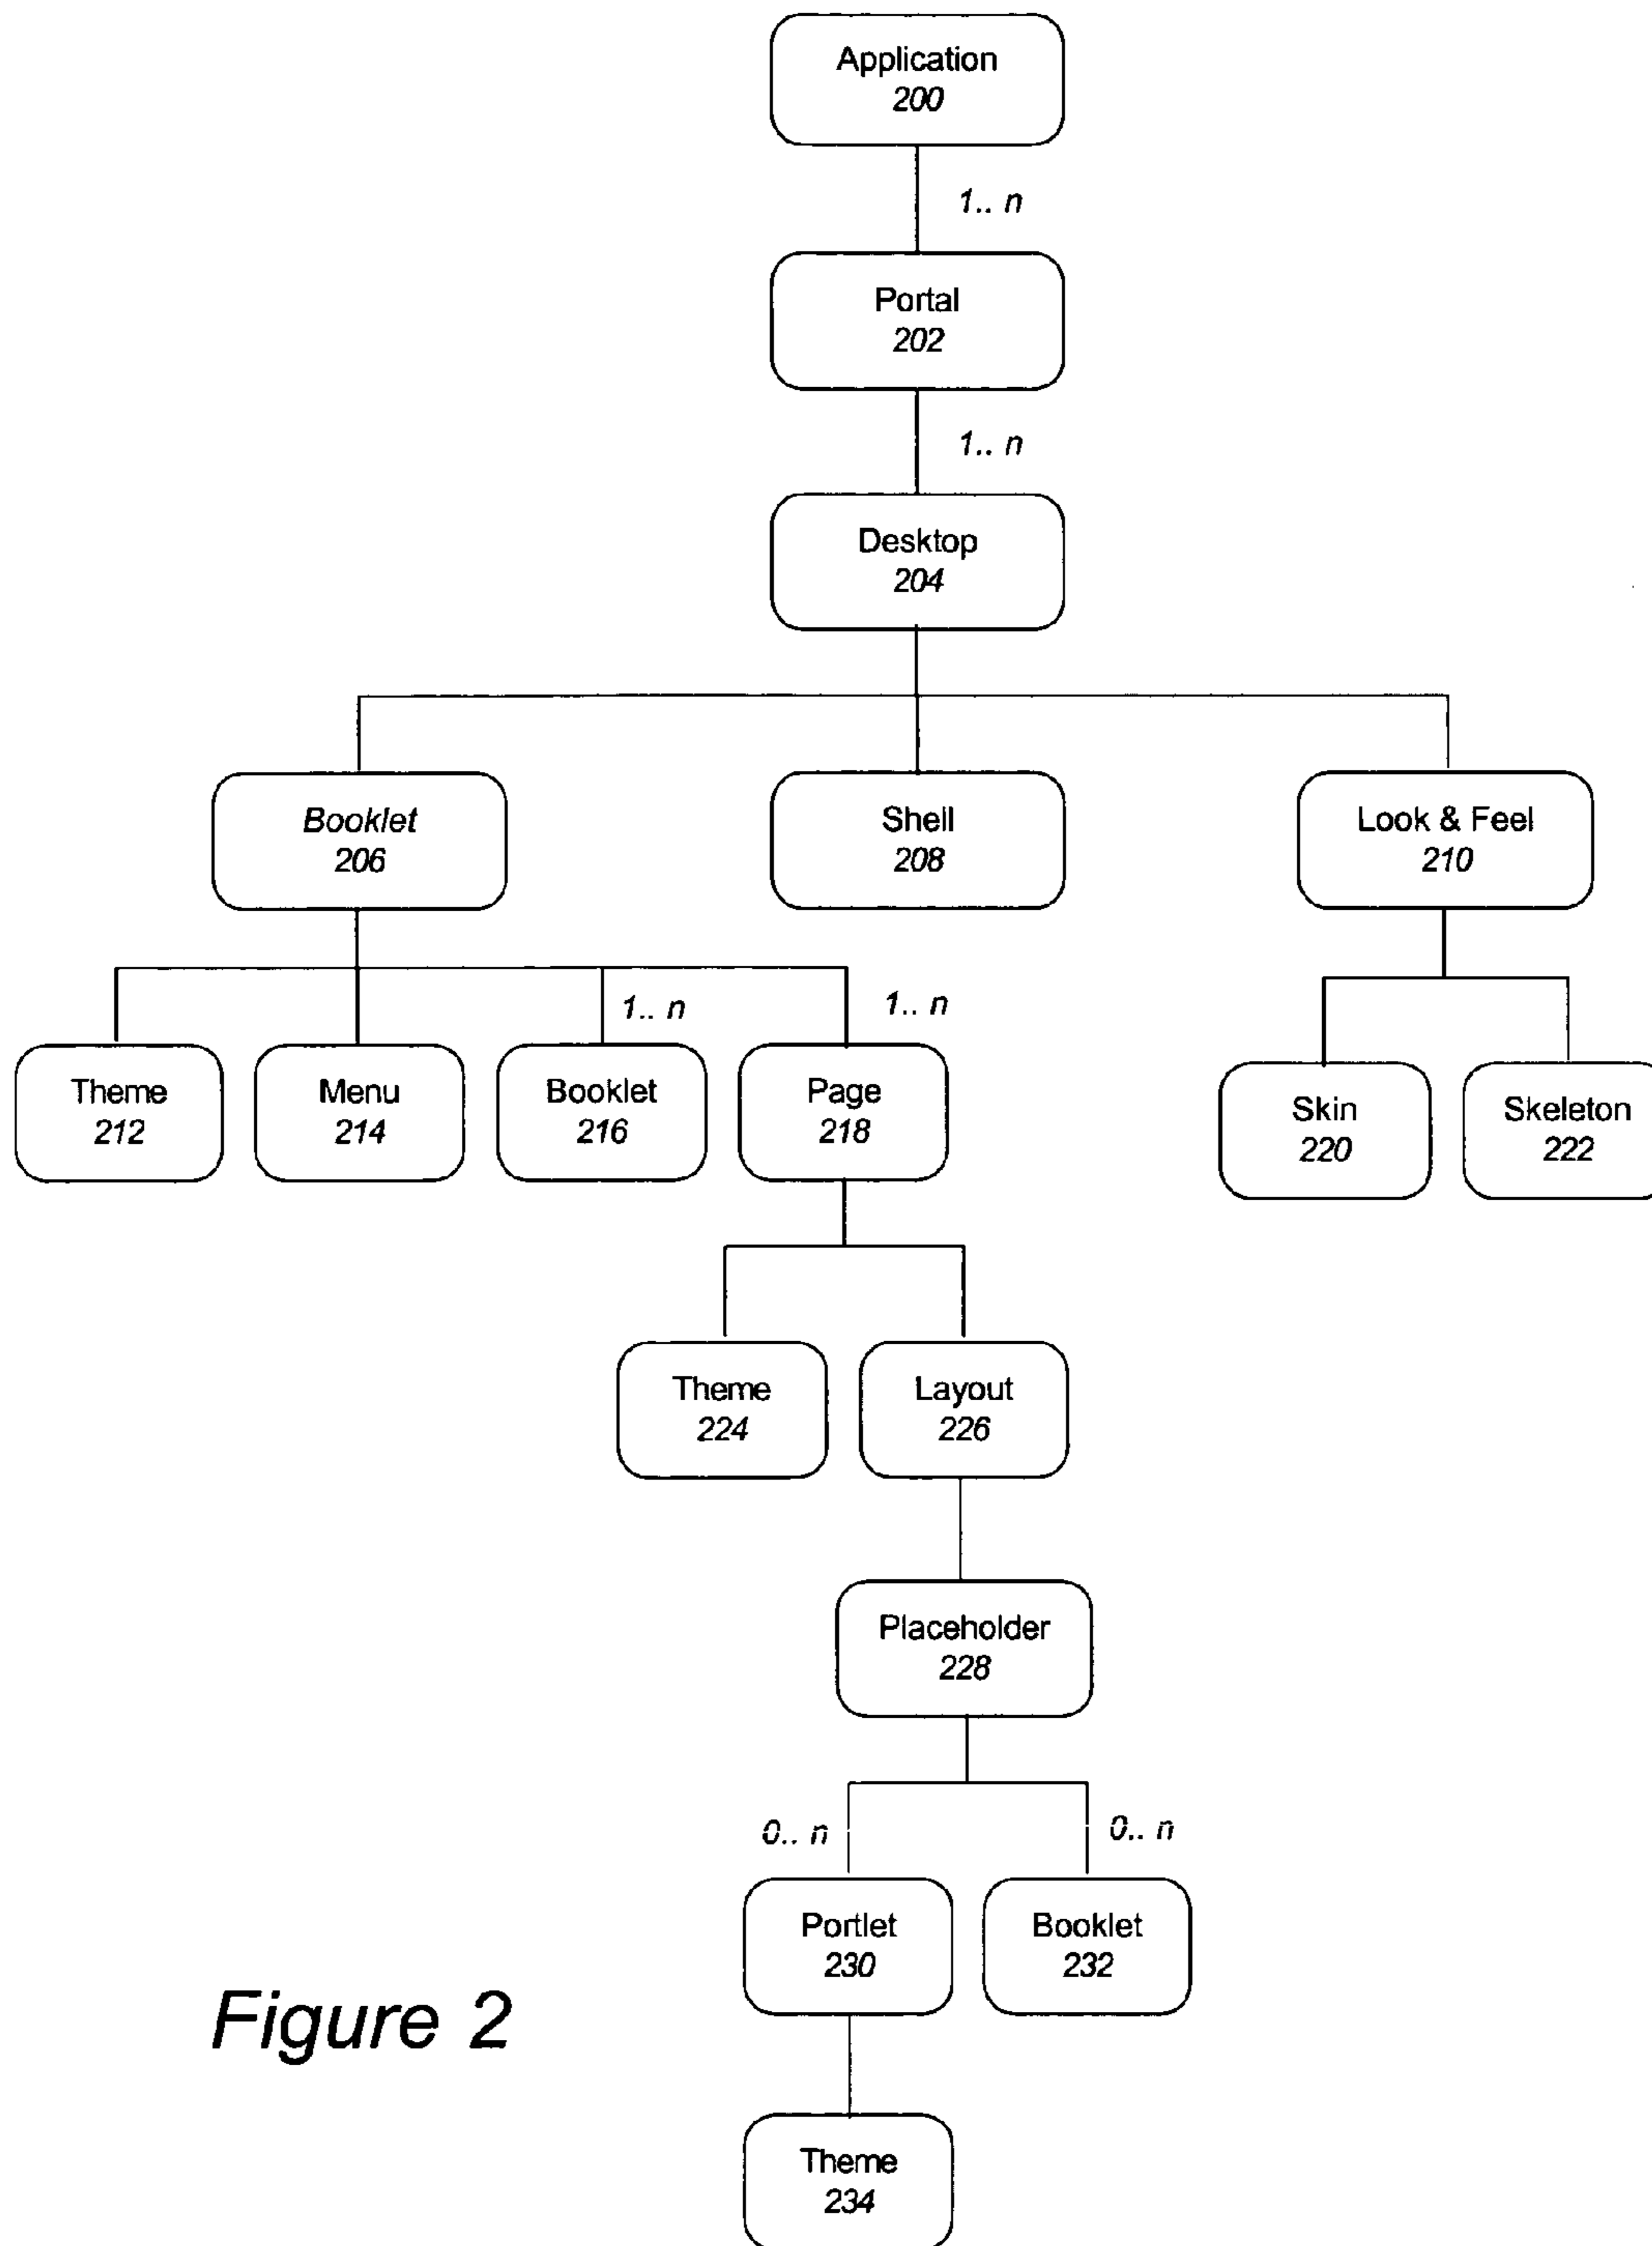 Application
200
1.. n
Portal
202
1.. n
Desktop
204
Booklet
206
Shell
208
Look & Feel
210
1.. n
1.. n
Theme
212
Menu
214
Booklet
216
Page
218
Skin
220
Skeleton
222
Theme
224
Layout
226
Placeholder
228
0.. n
0.. n
Portlet
230
Booklet
232
Figure 2
Theme
234